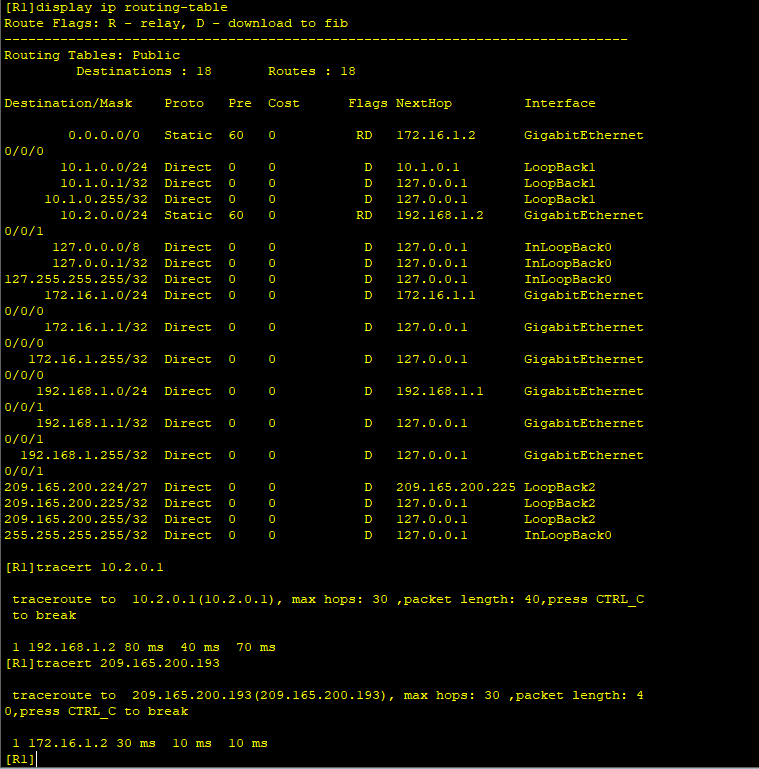 [R1]display ip routing-table
Route Flags: R - relay, D - download to fib
------------------------------------------------------------------------------
Routing Tables: Public
         Destinations : 18       Routes : 18

Destination/Mask    Proto   Pre  Cost      Flags NextHop         Interface

        0.0.0.0/0   Static  60   0          RD   172.16.1.2      GigabitEthernet
0/0/0
       10.1.0.0/24  Direct  0    0           D   10.1.0.1        LoopBack1
       10.1.0.1/32  Direct  0    0           D   127.0.0.1       LoopBack1
     10.1.0.255/32  Direct  0    0           D   127.0.0.1       LoopBack1
       10.2.0.0/24  Static  60   0          RD   192.168.1.2     GigabitEthernet
0/0/1
      127.0.0.0/8   Direct  0    0           D   127.0.0.1       InLoopBack0
      127.0.0.1/32  Direct  0    0           D   127.0.0.1       InLoopBack0
127.255.255.255/32  Direct  0    0           D   127.0.0.1       InLoopBack0
     172.16.1.0/24  Direct  0    0           D   172.16.1.1      GigabitEthernet
0/0/0
     172.16.1.1/32  Direct  0    0           D   127.0.0.1       GigabitEthernet
0/0/0
   172.16.1.255/32  Direct  0    0           D   127.0.0.1       GigabitEthernet
0/0/0
    192.168.1.0/24  Direct  0    0           D   192.168.1.1     GigabitEthernet
0/0/1
    192.168.1.1/32  Direct  0    0           D   127.0.0.1       GigabitEthernet
0/0/1
  192.168.1.255/32  Direct  0    0           D   127.0.0.1       GigabitEthernet
0/0/1
209.165.200.224/27  Direct  0    0           D   209.165.200.225 LoopBack2
209.165.200.225/32  Direct  0    0           D   127.0.0.1       LoopBack2
209.165.200.255/32  Direct  0    0           D   127.0.0.1       LoopBack2
255.255.255.255/32  Direct  0    0           D   127.0.0.1       InLoopBack0

[R1]tracert 10.2.0.1

 traceroute to  10.2.0.1(10.2.0.1), max hops: 30 ,packet length: 40,press CTRL_C
 to break

 1 192.168.1.2 80 ms  40 ms  70 ms
[R1]tracert 209.165.200.193

 traceroute to  209.165.200.193(209.165.200.193), max hops: 30 ,packet length: 4
0,press CTRL_C to break

 1 172.16.1.2 30 ms  10 ms  10 ms
[R1]